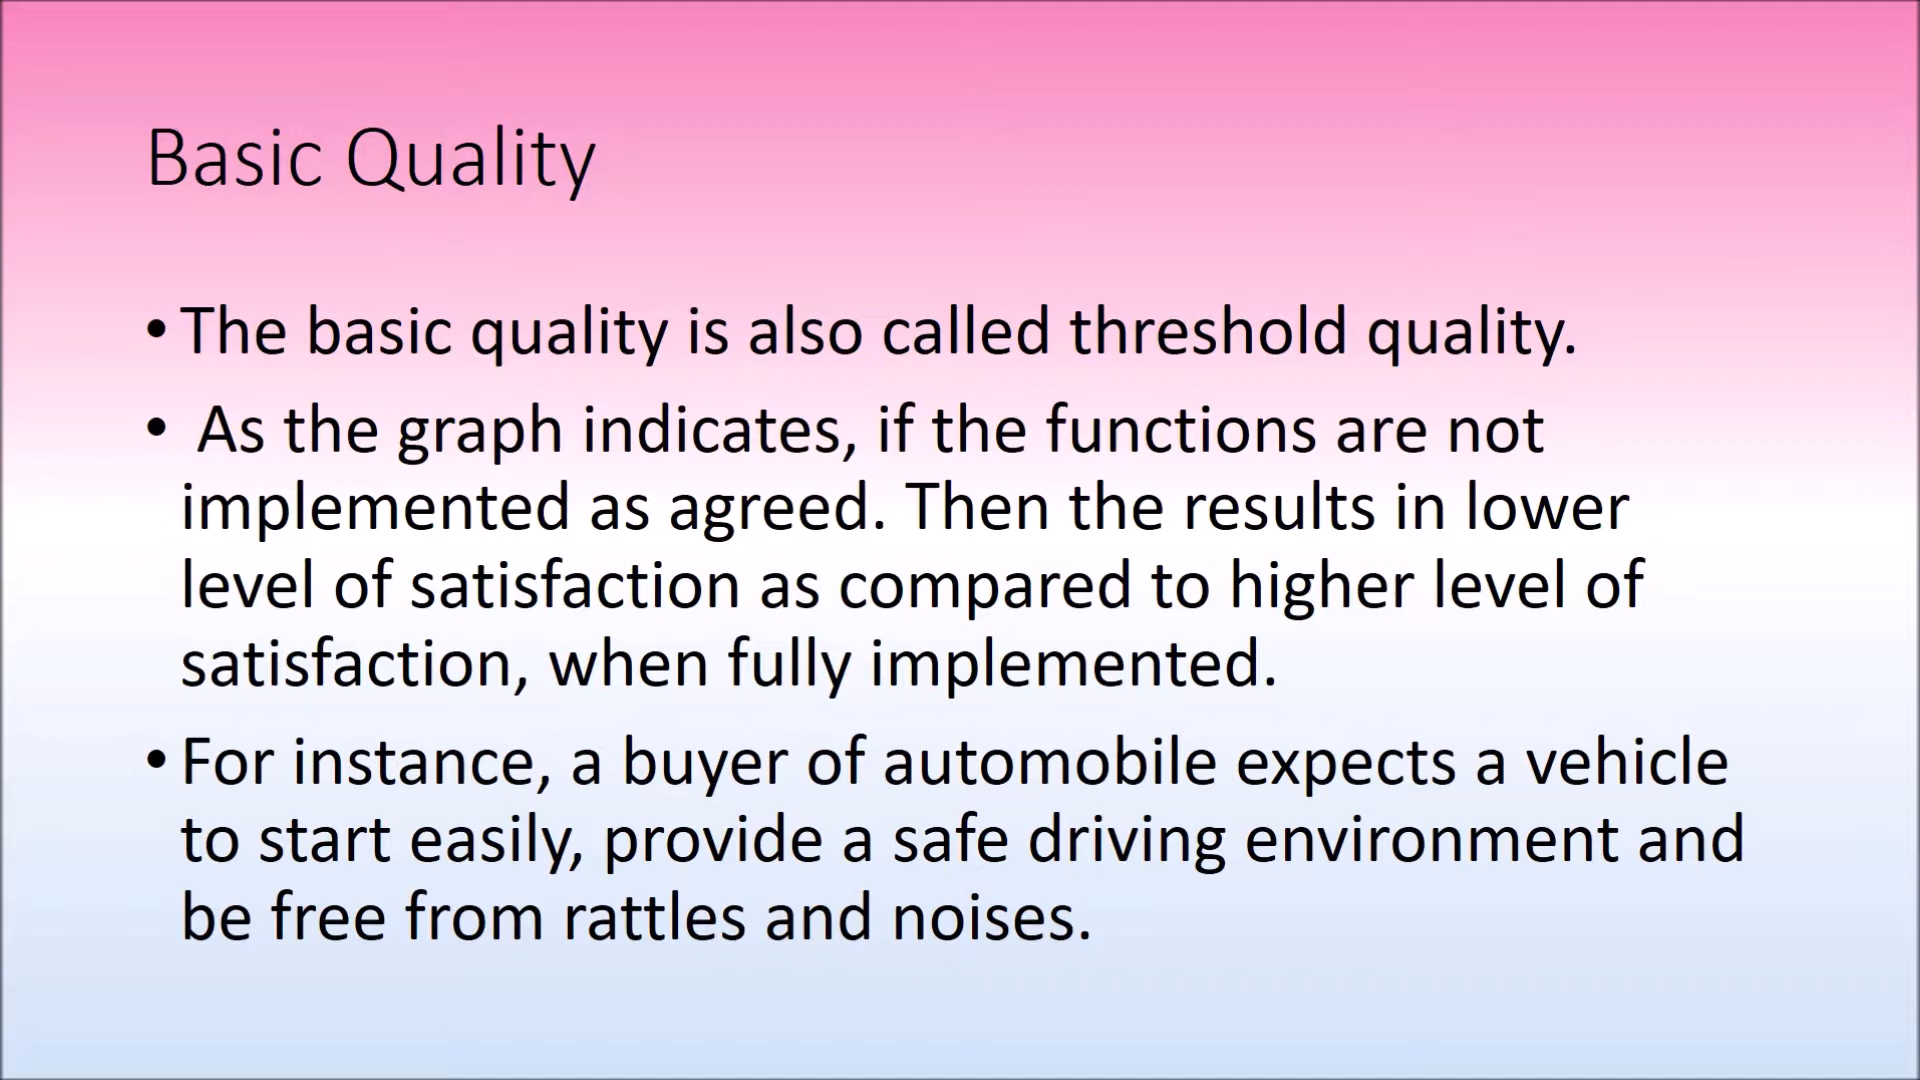 Basic Quality
• The basic quality is also called threshold quality.
• As the graph indicates, if the functions are not
implemented as agreed. Then the results in lower
level of satisfaction as compared to higher level of
satisfaction, when fully implemented.
• For instance, a buyer of automobile expects a vehicle
to start easily, provide a safe driving environment and
be free from rattles and noises.